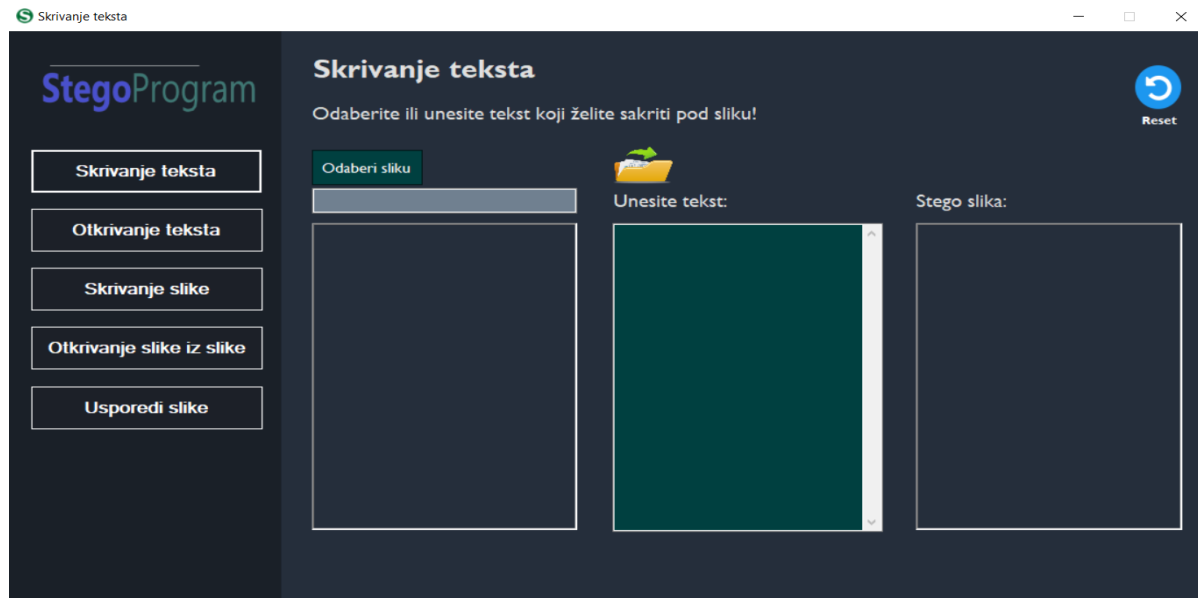 Skrivanje teksta
StegoProgram
Skrivanje teksta
Otkrivanje teksta
Skrivanje slike
Otkrivanje slike iz slike
Usporedi slike
Skrivanje teksta
Odaberite ili unesite tekst koji želite sakriti pod sliku!
Reset
Odaberi sliku
Unesite tekst:
Stego slika: